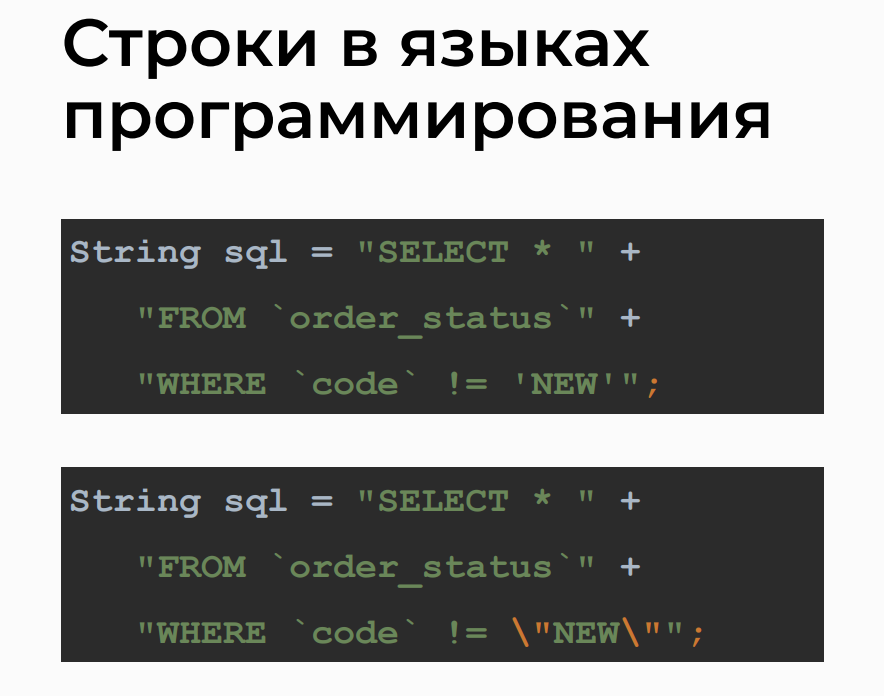 Строки в языках
программирования
String sql = "SELECT * " +
"FROM `order_status`" +
"WHERE `code` != 'NEW'";
String sql = "SELECT * " +
"FROM `order_status`" +
"WHERE `code` != \"NEW\"";